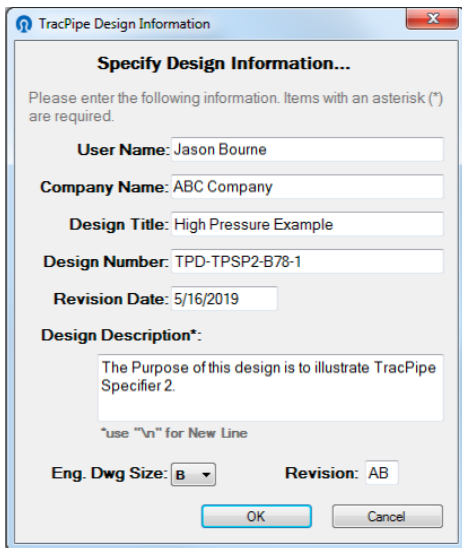 TracPipe Design Information
Specify Design Information...
Please enter the following information. Items with an asterisk (*)
are required.
User Name: Jason Bourne
Company Name: ABC Company
Design Title: High Pressure Example
Design Number: TPD-TPSP2-B78-1
Revision Date: 5/16/2019
Design Description*:
The Purpose of this design is to illustrate TracPipe
Specifier 2.
*use "\n" for New Line
Eng. Dwg Size: B Revision: AB
OK Cancel